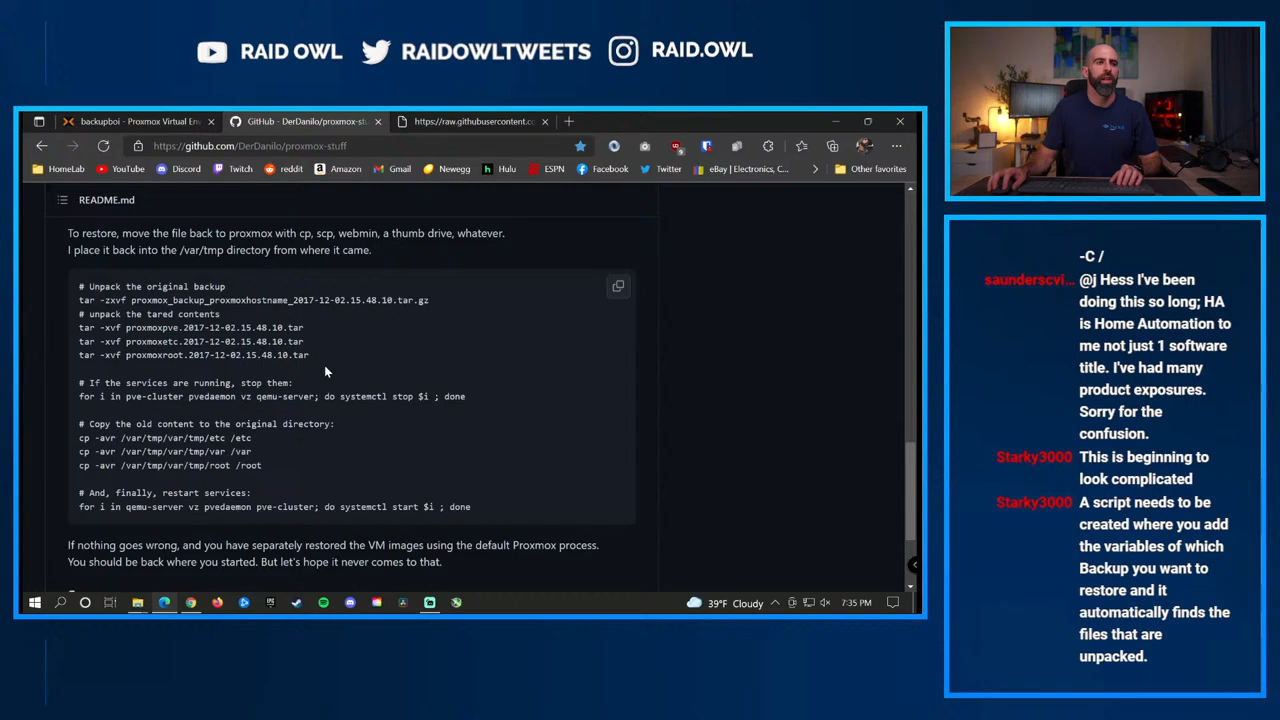 RAID OWL
RAIDOWLTWEETS
RAID.OWL
backupboi - Proxmox Virtual Env
GitHub - DerDanilo/proxmox-stu
https://raw.githubusercontent.cc
https://github.com/DerDanilo/proxmox-stuff
HomeLab
YouTube
Discord
Twitch
reddit
Amazon
Gmail
Newegg
Hulu
ESPN
Facebook
Twitter
eBay | Electronics, C...
Other favorites
README.md
To restore, move the file back to proxmox with cp, scp, webmin, a thumb drive, whatever.
I place it back into the /var/tmp directory from where it came.
# Unpack the original backup
tar -zxvf proxmox_backup_proxmoxhostname_2017-12-02.15.48.10.tar.gz
# unpack the tared contents
tar -xvf proxmoxpve.2017-12-02.15.48.10.tar
tar -xvf proxmoxetc.2017-12-02.15.48.10.tar
tar -xvf proxmoxroot.2017-12-02.15.48.10.tar
# If the services are running, stop them:
for i in pve-cluster pvedaemon vz qemu-server; do systemctl stop $i ; done
# Copy the old content to the original directory:
cp -avr /var/tmp/var/tmp/etc /etc
cp -avr /var/tmp/var/tmp/var /var
cp -avr /var/tmp/var/tmp/root /root
# And, finally, restart services:
for i in qemu-server vz pvedaemon pve-cluster; do systemctl start $i ; done
If nothing goes wrong, and you have separately restored the VM images using the default Proxmox process.
You should be back where you started. But let's hope it never comes to that.
39°F Cloudy
7:35 PM
-C /
saunderscvl... @j Hess I've been
doing this so long; HA
is Home Automation to
me not just 1 software
title. I've had many
product exposures.
Sorry for the
confusion.
Starky3000 This is beginning to
look complicated
Starky3000 A script needs to be
created where you add
the variables of which
Backup you want to
restore and it
automatically finds the
files that are
unpacked.